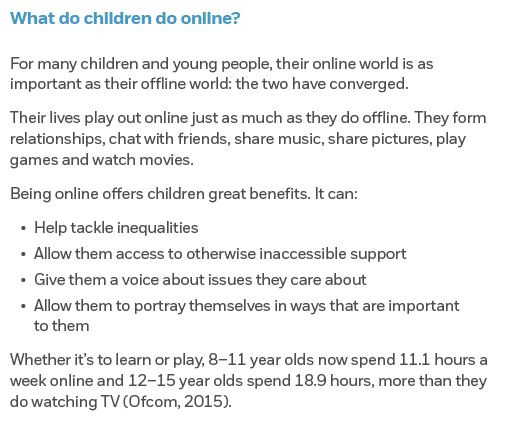 What do children do online?
For many children and young people, their online world is as
important as their offline world: the two have converged.
Their lives play out online just as much as they do offline. They form
relationships, chat with friends, share music, share pictures, play
games and watch movies.
Being online offers children great benefits. It can:
• Help tackle inequalities
• Allow them access to otherwise inaccessible support
• Give them a voice about issues they care about
• Allow them to portray themselves in ways that are important
to them
Whether it's to learn or play, 8–11 year olds now spend 11.1 hours a
week online and 12–15 year olds spend 18.9 hours, more than they
do watching TV (Ofcom, 2015).